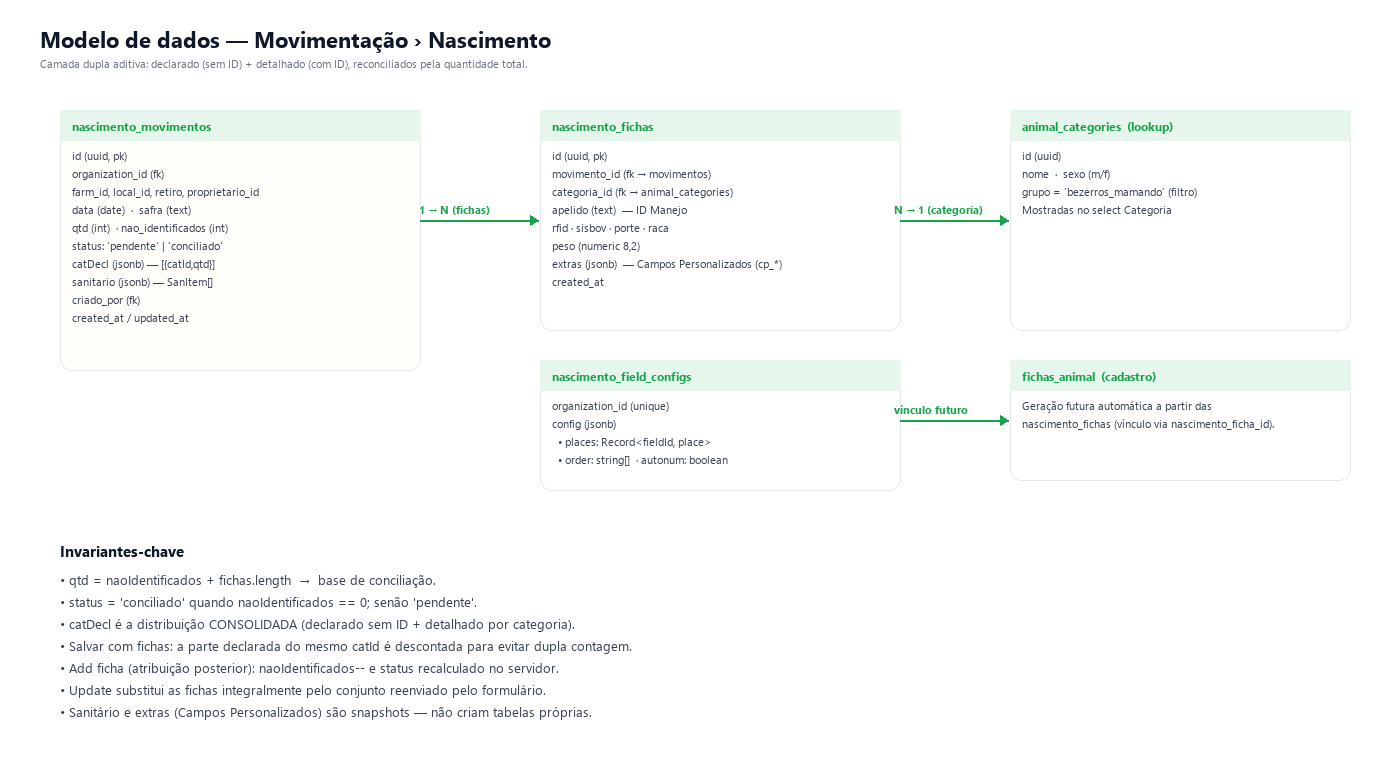 Modelo de dados — Movimentação › Nascimento
Camada dupla aditiva: declarado (sem ID) + detalhado (com ID), reconciliados pela quantidade total.
nascimento_movimentos
id (uuid, pk)
organization_id (fk)
farm_id, local_id, retiro, proprietario_id
data (date) · safra (text)
qtd (int) · nao_identificados (int)
status: 'pendente' | 'conciliado'
catDecl (jsonb) — [{catId,qtd}]
sanitario (jsonb) — SanItem[]
criado_por (fk)
created_at / updated_at
1 → N (fichas)
nascimento_fichas
id (uuid, pk)
movimento_id (fk → movimentos)
categoria_id (fk → animal_categories)
apelido (text) — ID Manejo
rfid · sisbov · porte · raca
peso (numeric 8,2)
extras (jsonb) — Campos Personalizados (cp_*)
created_at
N → 1 (categoria)
animal_categories (lookup)
id (uuid)
nome · sexo (m/f)
grupo = 'bezerros_mamando' (filtro)
Mostradas no select Categoria
nascimento_field_configs
organization_id (unique)
config (jsonb)
• places: Record<fieldId, place>
• order: string[] · autonum: boolean
vínculo futuro
fichas_animal (cadastro)
Geração futura automática a partir das
nascimento_fichas (vínculo via nascimento_ficha_id).
Invariantes-chave
• qtd = naoIdentificados + fichas.length → base de conciliação.
• status = 'conciliado' quando naoIdentificados == 0; senão 'pendente'.
• catDecl é a distribuição CONSOLIDADA (declarado sem ID + detalhado por categoria).
• Salvar com fichas: a parte declarada do mesmo catId é descontada para evitar dupla contagem.
• Add ficha (atribuição posterior): naoIdentificados-- e status recalculado no servidor.
• Update substitui as fichas integralmente pelo conjunto reenviado pelo formulário.
• Sanitário e extras (Campos Personalizados) são snapshots — não criam tabelas próprias.